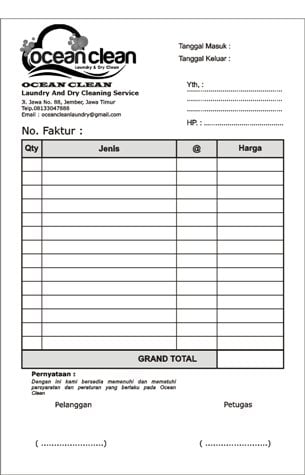 ocean clean
Laundry & Dry Clean
OCEAN CLEAN
Laundry And Dry Cleaning Service
Jl. Jawa No. 88, Jember, Jawa Timur
Telp.08133047888
Email : oceancleanlaundry@gmail.com
Tanggal Masuk :
Tanggal Keluar :
Yth, :
HP. :
No. Faktur :
Qty Jenis @ Harga
GRAND TOTAL
Pernyataan :
Dengan ini kami bersedia memenuhi dan mematuhi
persyaratan dan peraturan yang berlaku pada Ocean
Clean
Pelanggan Petugas
(........................) (........................)